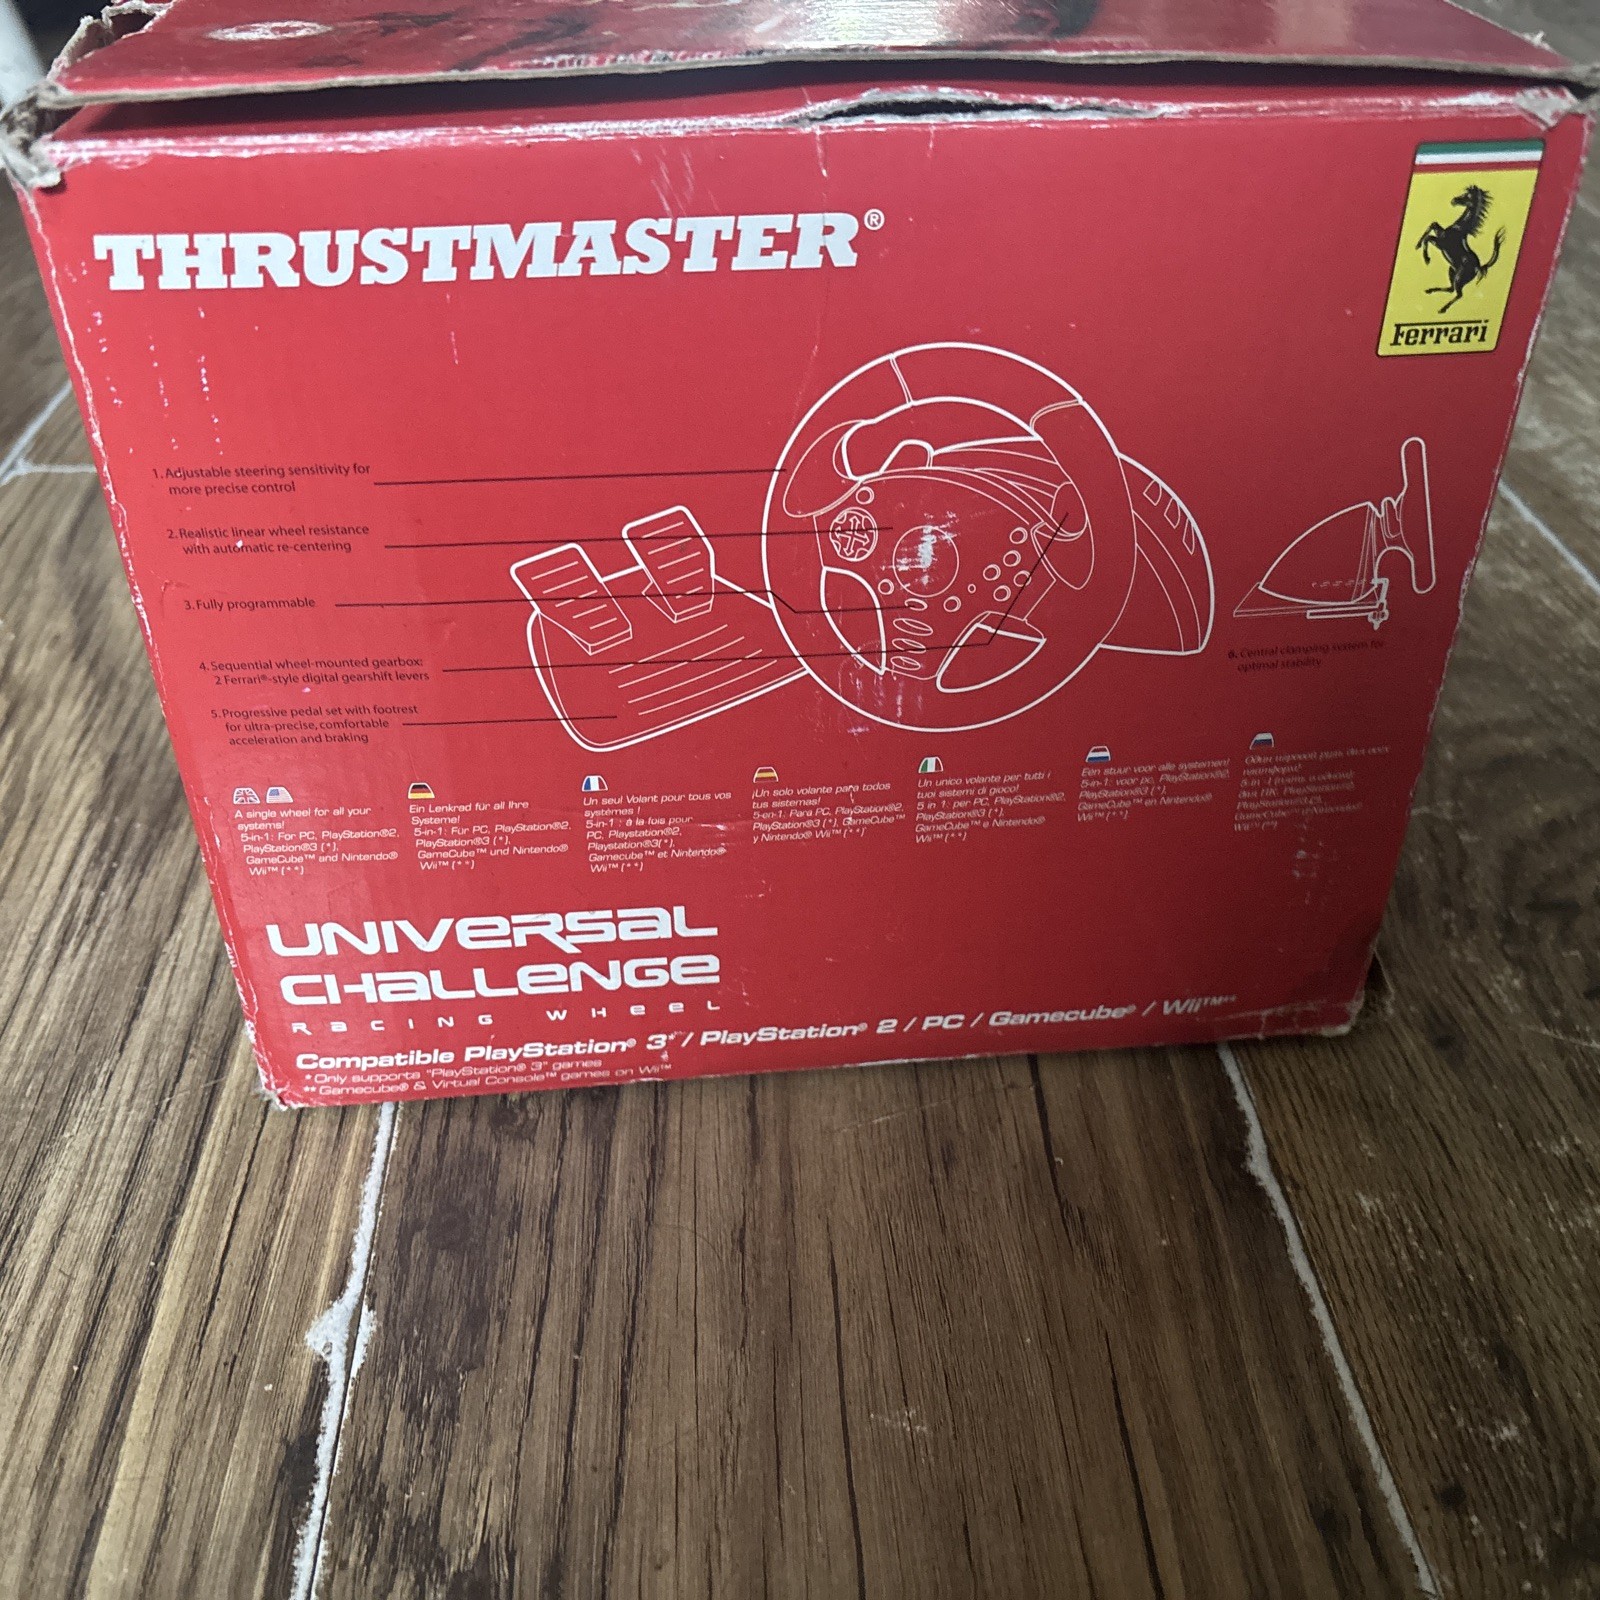 THRUSTMASTER®
Ferrari
1. Adjustable steering sensitivity for
more precise control
2. Realistic linear wheel resistance
with automatic re-centering
3. Fully programmable
4. Sequential wheel-mounted gearbox:
2 Ferrari®-style digital gearshift levers
5. Progressive pedal set with footrest
for ultra-precise, comfortable
acceleration and braking
6. Central clamping system for
optimal stability
A single wheel for all your
systems!
5-in-1: For PC, PlayStation®2,
PlayStation®3 (*),
GameCube™ and Nintendo®
Wii™ (**)
Ein Lenkrad für all Ihre
Systeme!
5-in-1: Für PC, PlayStation®2,
PlayStation®3 (*),
GameCube™ und Nintendo®
Wii™ (**)
Un seul Volant pour tous vos
systèmes !
5-in-1 : à la fois pour
PC, Playstation®2,
Playstation®3(*),
Gamecube™ et Nintendo®
Wii™ (**)
¡Un solo volante para todos
tus sistemas!
5-en-1: Para PC, PlayStation®2,
PlayStation®3 (*), GameCube™
y Nintendo® Wii™ (**)
Un unico volante per tutti i
tuoi sistemi di gioco!
5 in 1: per PC, PlayStation®2,
PlayStation®3 (*),
GameCube™ e Nintendo®
Wii™ (**)
Eén stuur voor alle systemen!
5-in-1: voor pc, PlayStation®2,
PlayStation®3 (*),
GameCube™ en Nintendo®
Wii™ (**)
UNIVERSAL
CHALLENGE
RACING WHEEL
Compatible PlayStation® 3* / PlayStation® 2 / PC / Gamecube® / Wii™**
* Only supports "PlayStation® 3" games
** Gamecube® & Virtual Console™ games on Wii™